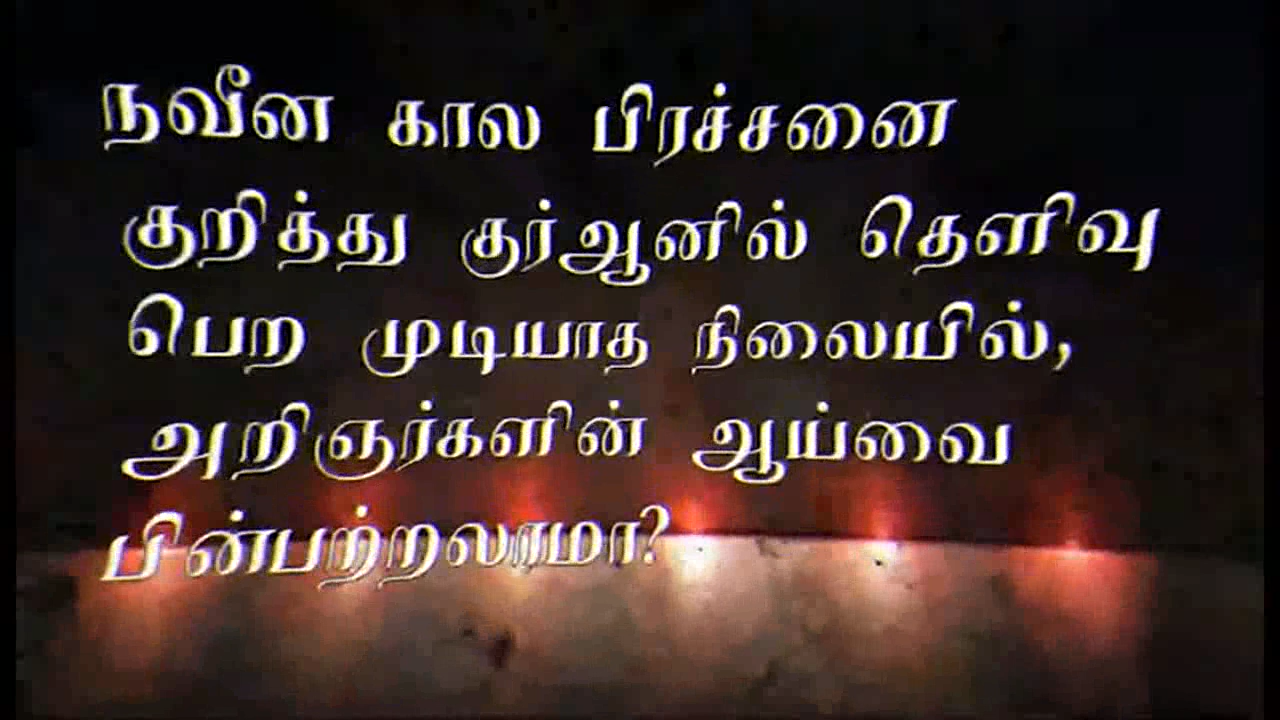 நவீன கால பிரச்சனை
குறித்து குர்ஆனில் தெளிவு
பெற முடியாத நிலையில்,
அறிஞர்களின் ஆய்வை
பின்பற்றலாமா?